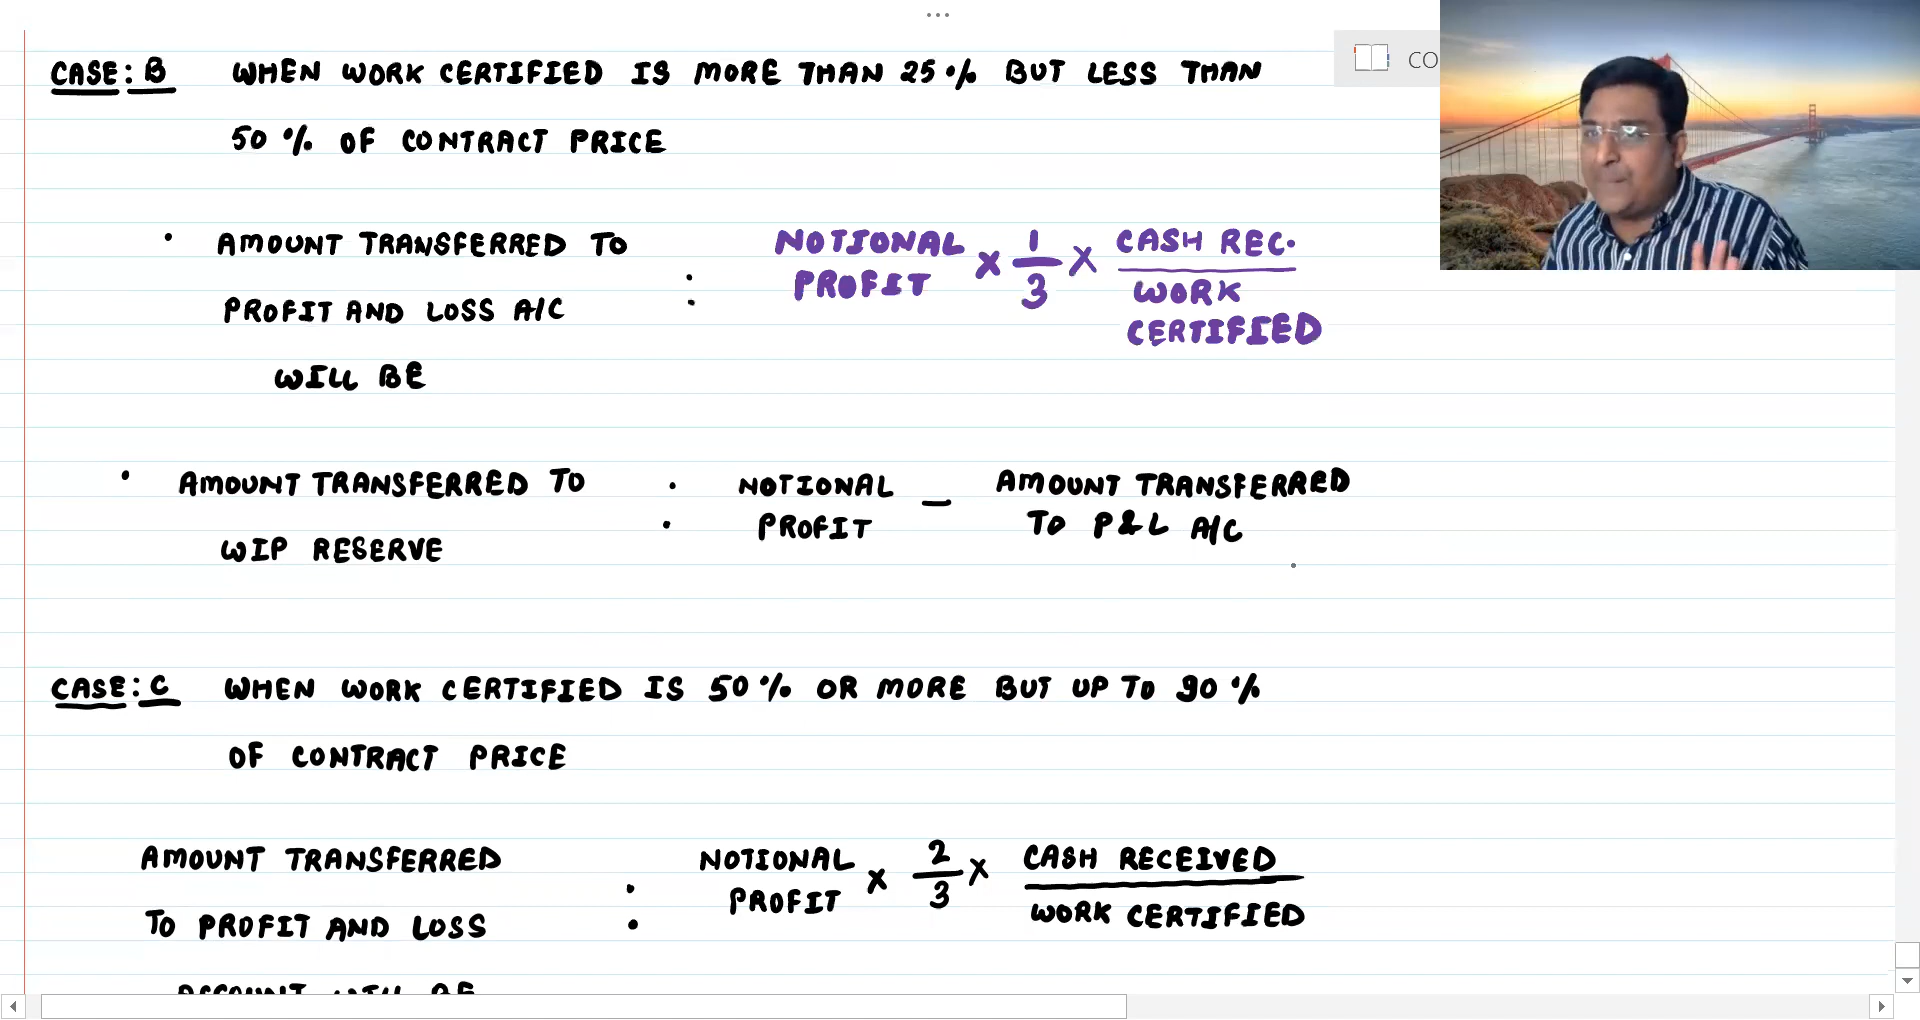 CASE: B WHEN WORK CERTIFIED IS MORE THAN 25% BUT LESS THAN
50% OF CONTRACT PRICE
CO
• AMOUNT TRANSFERRED TO
PROFIT AND LOSS A/C
WILL BE
:
NOTIONAL PROFIT × 1/3 × CASH REC. / WORK CERTIFIED
• AMOUNT TRANSFERRED TO
WIP RESERVE
:
NOTIONAL PROFIT — AMOUNT TRANSFERRED TO P&L A/C
CASE: C WHEN WORK CERTIFIED IS 50% OR MORE BUT UP TO 90%
OF CONTRACT PRICE
AMOUNT TRANSFERRED
TO PROFIT AND LOSS
ACCOUNT WILL BE
:
NOTIONAL PROFIT × 2/3 × CASH RECEIVED / WORK CERTIFIED